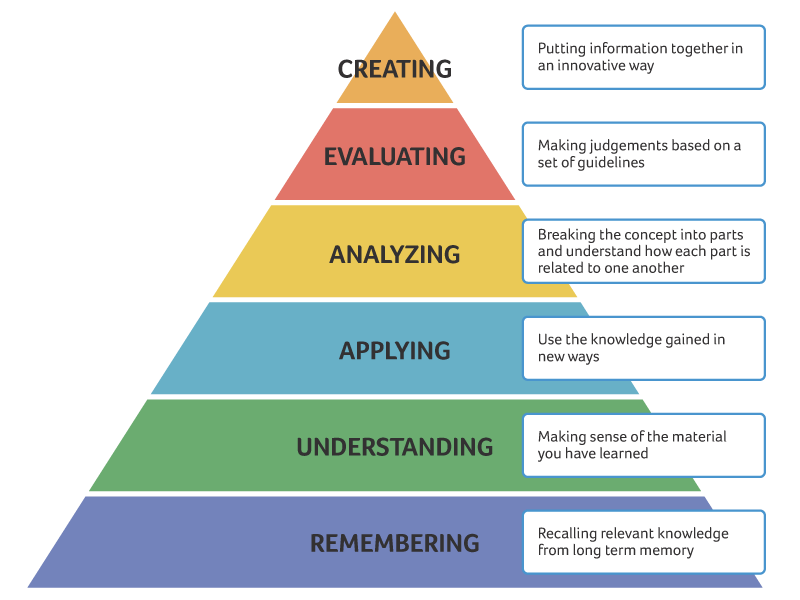 CREATING
Putting information together in
an innovative way
EVALUATING
Making judgements based on a
set of guidelines
ANALYZING
Breaking the concept into parts
and understand how each part is
related to one another
APPLYING
Use the knowledge gained in
new ways
UNDERSTANDING
Making sense of the material
you have learned
REMEMBERING
Recalling relevant knowledge
from long term memory